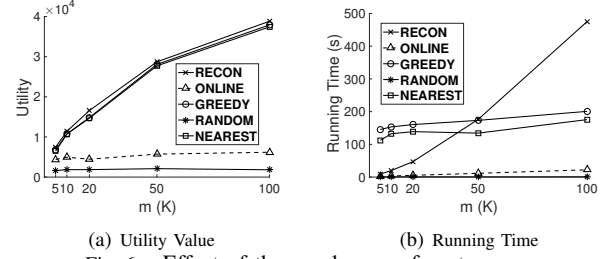 ×10⁴
4
3
2
1
0
Utility
5 10 20 50 100
m (K)
RECON
ONLINE
GREEDY
RANDOM
NEAREST
(a) Utility Value
500
400
300
200
100
0
Running Time (s)
5 10 20 50 100
m (K)
RECON
ONLINE
GREEDY
RANDOM
NEAREST
(b) Running Time